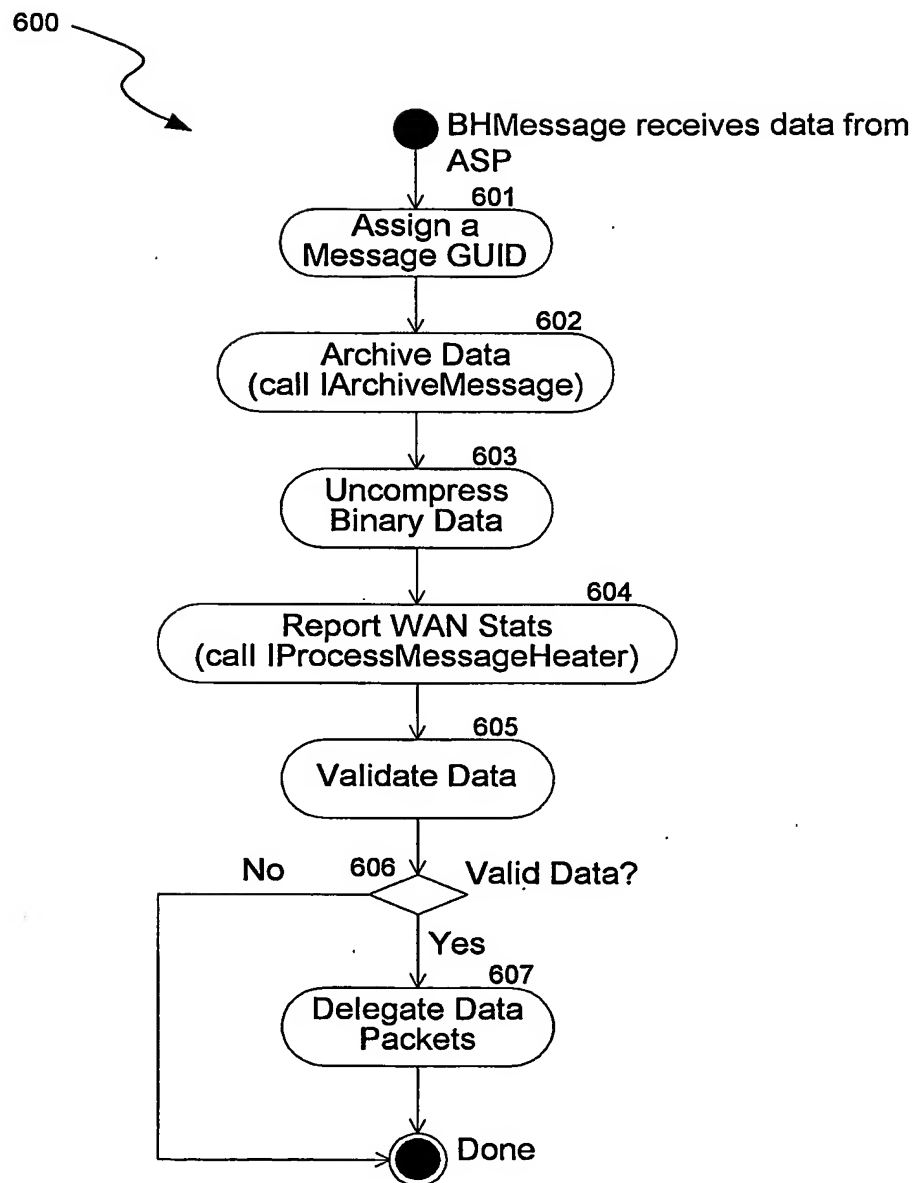 600
BHMessage receives data from
ASP
601
Assign a
Message GUID
602
Archive Data
(call IArchiveMessage)
603
Uncompress
Binary Data
604
Report WAN Stats
(call IProcessMessageHeater)
605
Validate Data
No
606
Valid Data?
Yes
607
Delegate Data
Packets
Done